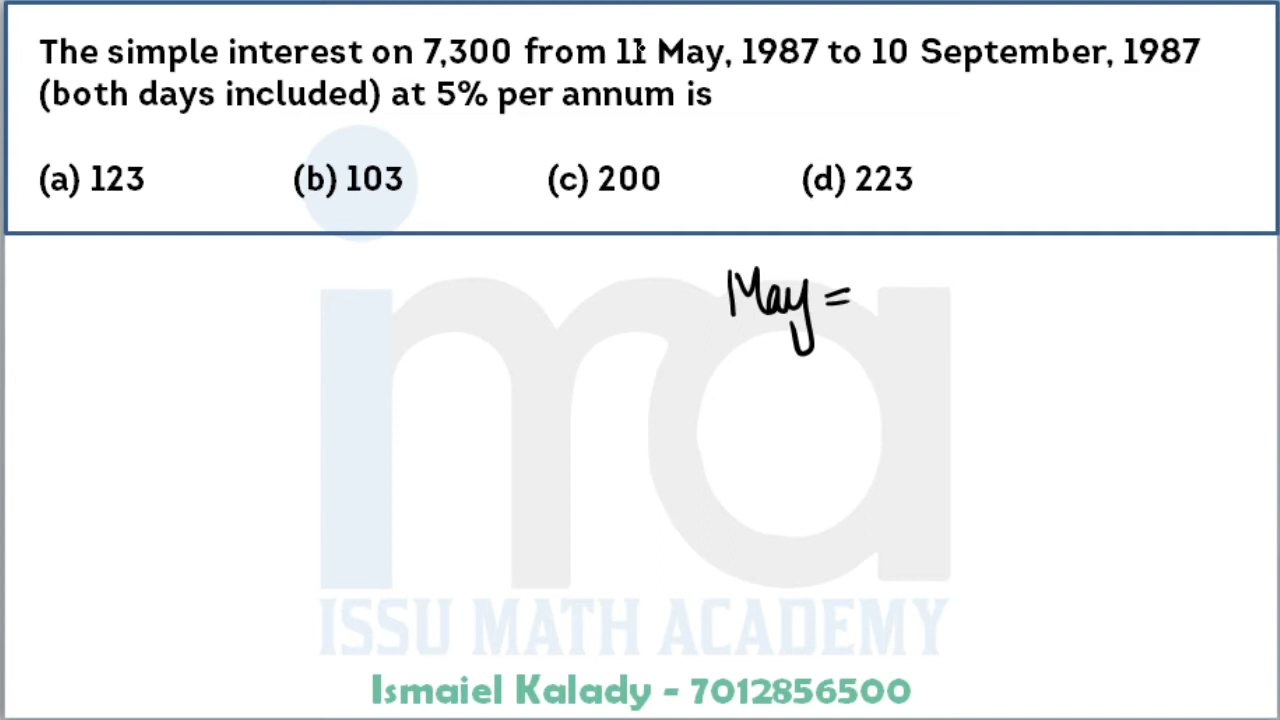 The simple interest on 7,300 from 11 May, 1987 to 10 September, 1987
(both days included) at 5% per annum is
(a) 123 (b) 103 (c) 200 (d) 223
May =
ma
ISSU MATH ACADEMY
Ismaiel Kalady - 7012856500